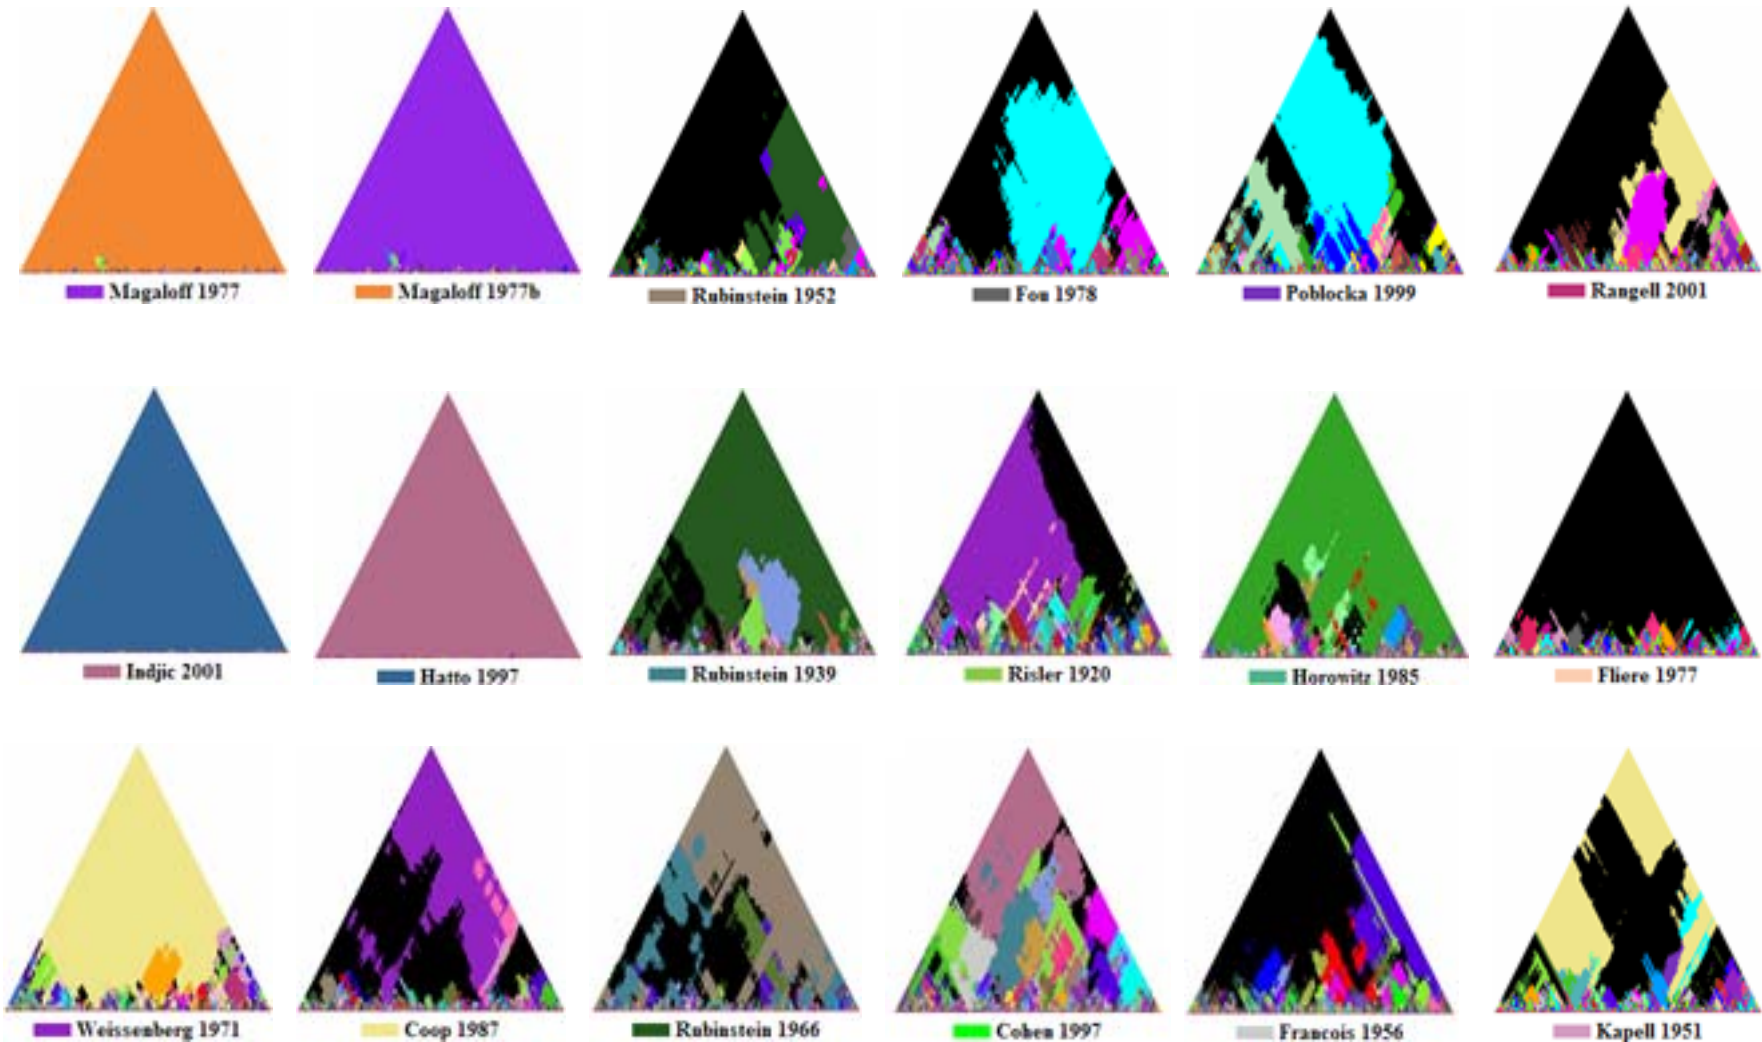 Magaloff 1977
Magaloff 1977b
Rubinstein 1952
Fou 1978
Poblocka 1999
Rangell 2001
Indjic 2001
Hatto 1997
Rubinstein 1939
Risler 1920
Horowitz 1985
Fliere 1977
Weissenberg 1971
Coop 1987
Rubinstein 1966
Cohen 1997
Francois 1956
Kapell 1951